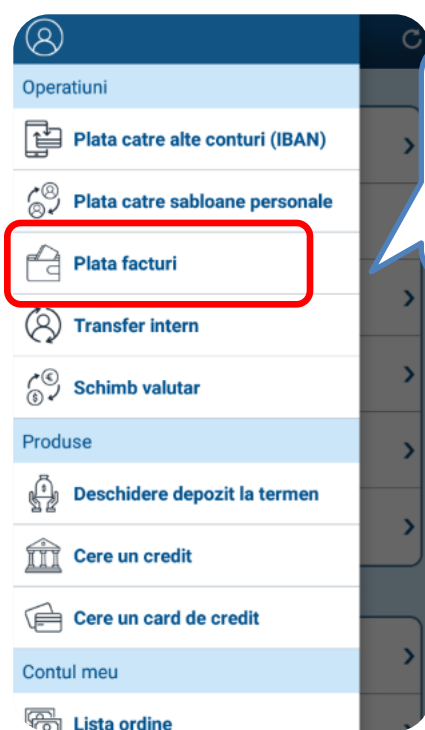 Operatiuni
Plata catre alte conturi (IBAN)
Plata catre sabloane personale
Plata facturi
Transfer intern
Schimb valutar
Produse
Deschidere depozit la termen
Cere un credit
Cere un card de credit
Contul meu
Lista ordine